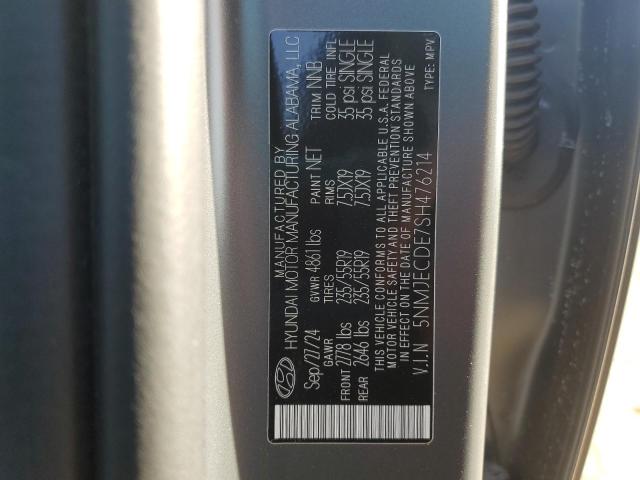 MANUFACTURED BY
HYUNDAI MOTOR MANUFACTURING ALABAMA, LLC
Sep/27/24 GVWR 4861 lbs PAINT NET TRIM NNB
GAWR TIRES RIMS COLD TIRE INFL
FRONT 2778 lbs 235/55R19 7.5JX19 35 psi SINGLE
REAR 2646 lbs 235/55R19 7.5JX19 35 psi SINGLE
THIS VEHICLE CONFORMS TO ALL APPLICABLE U.S.A. FEDERAL
MOTOR VEHICLE SAFETY AND THEFT PREVENTION STANDARDS
IN EFFECT ON THE DATE OF MANUFACTURE SHOWN ABOVE
V.I.N 5NMJECDE7SH476214 TYPE: MPV